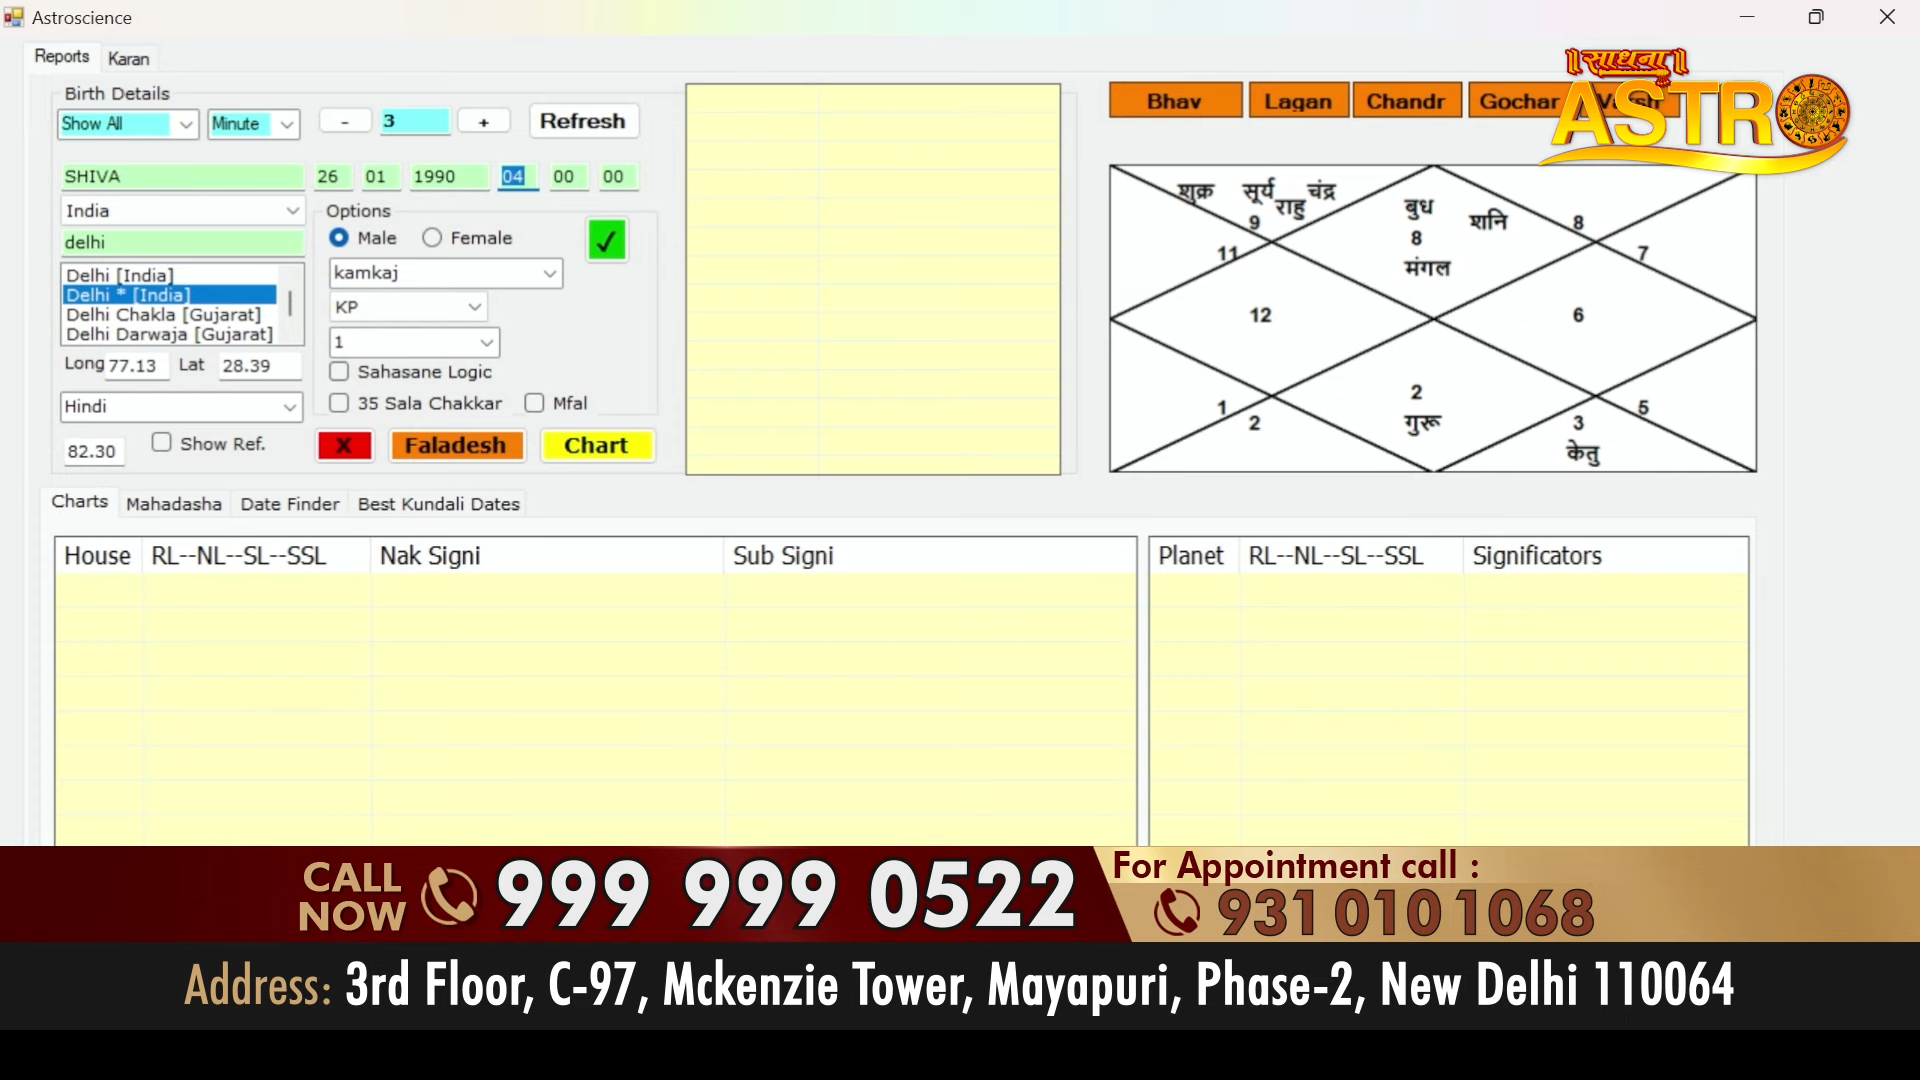 Astroscience
Reports Karan
Birth Details
Show All Minute - 3 + Refresh
SHIVA 26 01 1990 04 00 00
India
delhi
Delhi [India]
Delhi * [India]
Delhi Chakla [Gujarat]
Delhi Darwaja [Gujarat]
Long 77.13 Lat 28.39
Hindi
82.30 Show Ref.
Options
Male Female
kamkaj
KP
1
Sahasane Logic
35 Sala Chakkar Mfal
X Faladesh Chart
Bhav Lagan Chandr Gochar
॥साधना॥
ASTRO
शुक्र सूर्य चंद्र
राहु
9
11
बुध शनि
8
मंगल
8
7
12
6
1
2
2
गुरू
3
केतु
5
Charts Mahadasha Date Finder Best Kundali Dates
House RL--NL--SL--SSL Nak Signi Sub Signi
Planet RL--NL--SL--SSL Significators
CALL NOW 999 999 0522
For Appointment call :
931 010 1068
Address: 3rd Floor, C-97, Mckenzie Tower, Mayapuri, Phase-2, New Delhi 110064